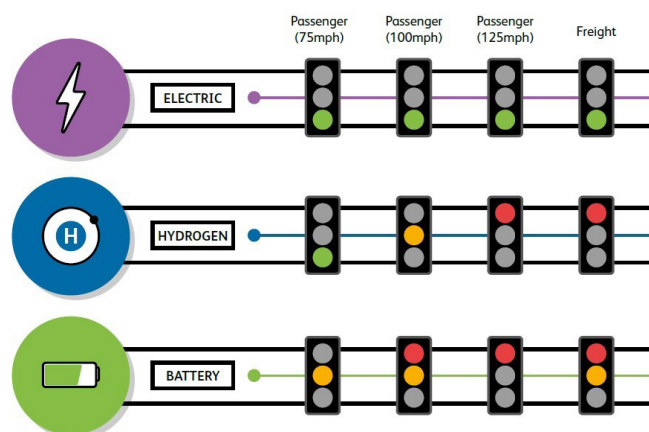 Passenger
(75mph)
Passenger
(100mph)
Passenger
(125mph)
Freight
ELECTRIC
H
HYDROGEN
BATTERY